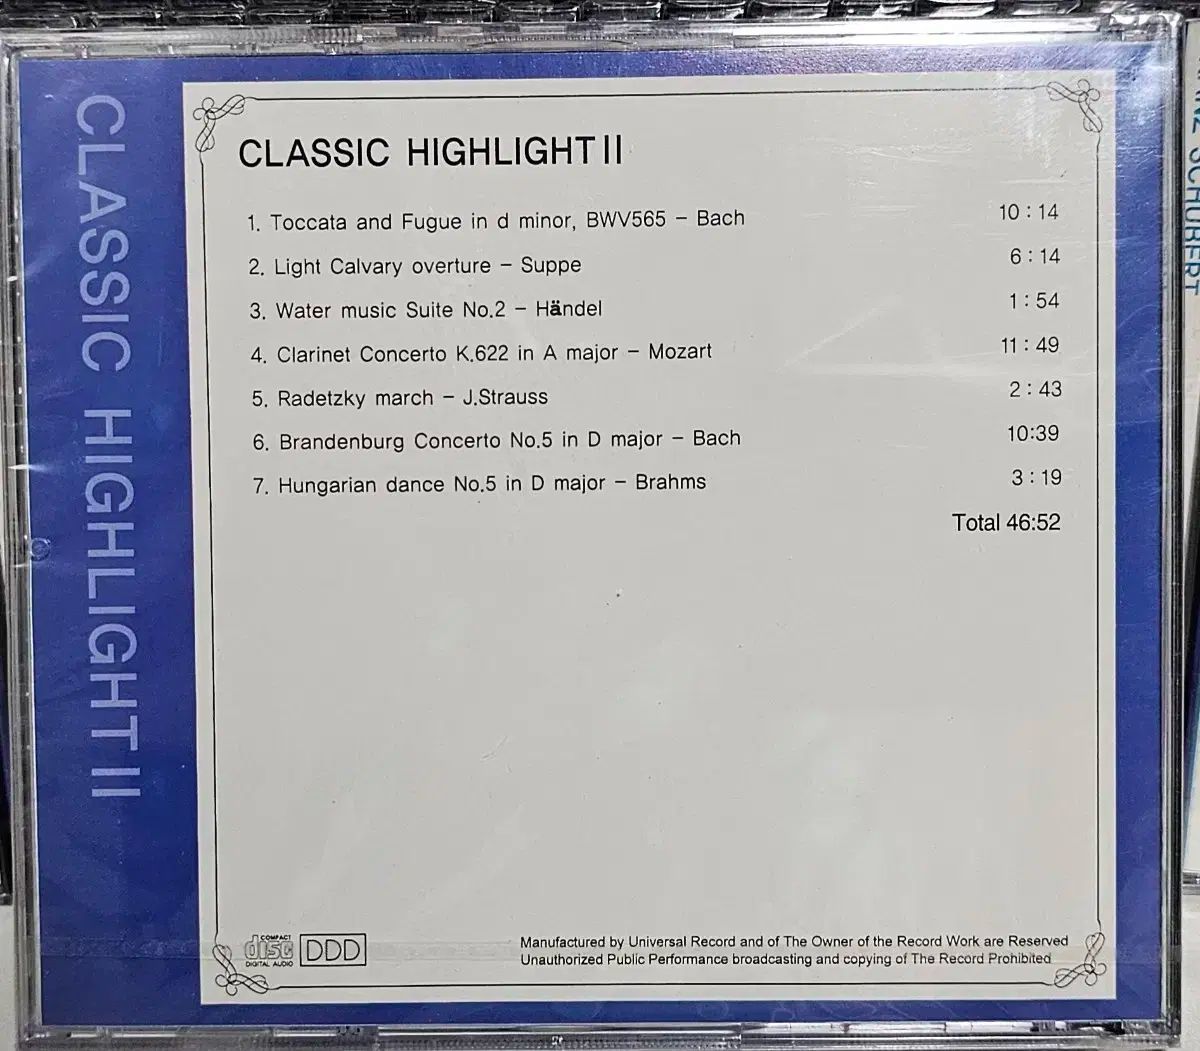 CLASSIC HIGHLIGHT II
CLASSIC HIGHLIGHT II
1. Toccata and Fugue in d minor, BWV565 – Bach 10 : 14
2. Light Calvary overture – Suppe 6 : 14
3. Water music Suite No.2 – Händel 1 : 54
4. Clarinet Concerto K.622 in A major – Mozart 11 : 49
5. Radetzky march – J.Strauss 2 : 43
6. Brandenburg Concerto No.5 in D major – Bach 10:39
7. Hungarian dance No.5 in D major – Brahms 3 : 19
Total 46:52
COMPACT
disc
DIGITAL AUDIO
DDD
Manufactured by Universal Record and of The Owner of the Record Work are Reserved
Unauthorized Public Performance broadcasting and copying of The Record Prohibited
SCHUBERT